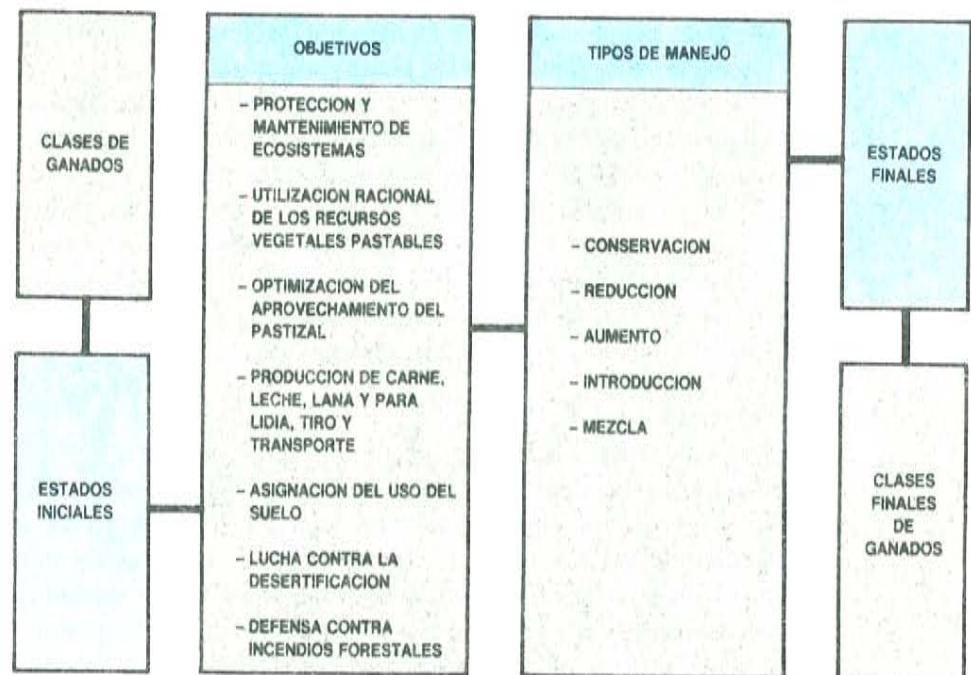 CLASES DE
GANADOS
ESTADOS
INICIALES
OBJETIVOS
– PROTECCION Y
MANTENIMIENTO DE
ECOSISTEMAS
– UTILIZACION RACIONAL
DE LOS RECURSOS
VEGETALES PASTABLES
– OPTIMIZACION DEL
APROVECHAMIENTO DEL
PASTIZAL
– PRODUCCION DE CARNE,
LECHE, LANA Y PARA
LIDIA, TIRO Y
TRANSPORTE
– ASIGNACION DEL USO DEL
SUELO
– LUCHA CONTRA LA
DESERTIFICACION
– DEFENSA CONTRA
INCENDIOS FORESTALES
TIPOS DE MANEJO
– CONSERVACION
– REDUCCION
– AUMENTO
– INTRODUCCION
– MEZCLA
ESTADOS
FINALES
CLASES
FINALES
DE
GANADOS